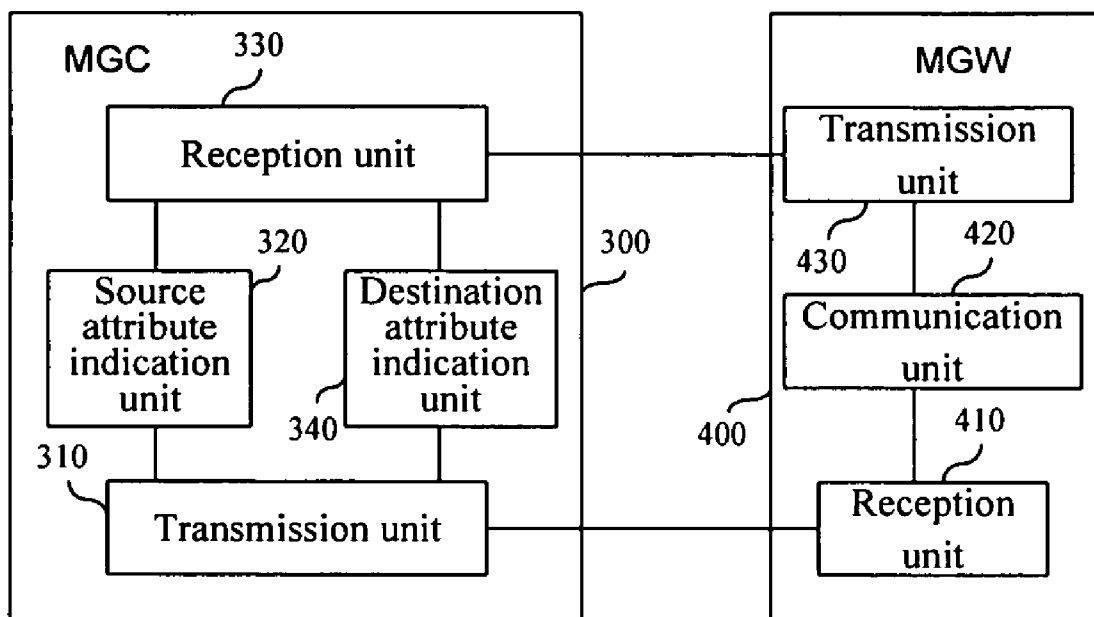 MGC
330
Reception unit
320
Source
attribute
indication
unit
Destination
attribute
indication
unit
340
310
Transmission unit
300
MGW
Transmission
unit
430
420
Communication
unit
400
410
Reception
unit